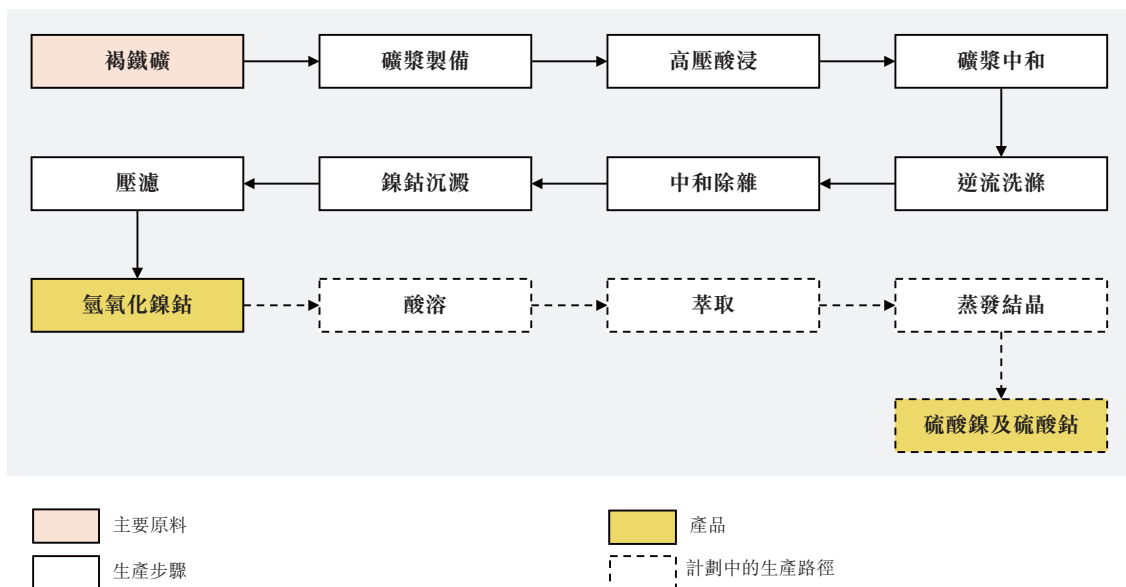 褐鐵礦
礦漿製備
高壓酸浸
礦漿中和
壓濾
鎳鈷沉澱
中和除雜
逆流洗滌
氫氧化鎳鈷
酸溶
萃取
蒸發結晶
硫酸鎳及硫酸鈷
主要原料
產品
生產步驟
計劃中的生產路徑